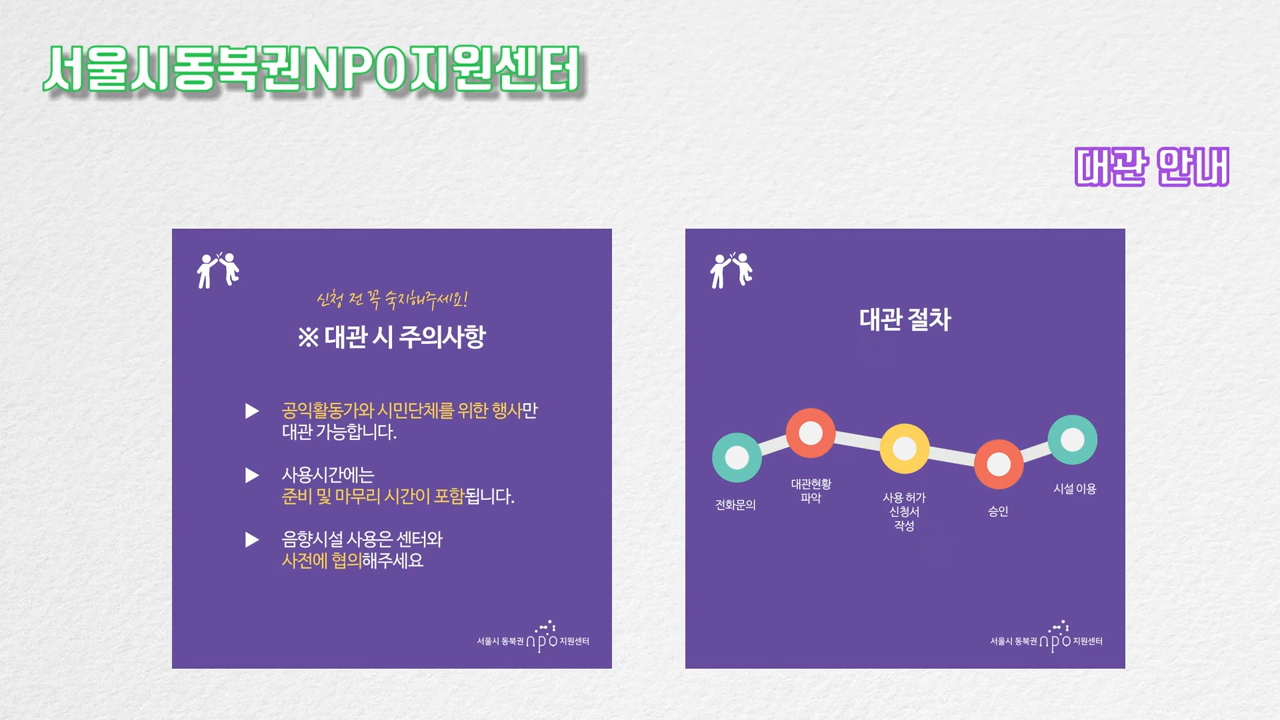 서울시동북권NPO지원센터
대관 안내
신청 전 꼭 숙지해주세요!
※ 대관 시 주의사항
▶ 공익활동가와 시민단체를 위한 행사만
대관 가능합니다.
▶ 사용시간에는
준비 및 마무리 시간이 포함됩니다.
▶ 음향시설 사용은 센터와
사전에 협의해주세요
서울시 동북권 npo 지원센터
대관 절차
전화문의
대관현황
파악
사용 허가
신청서
작성
승인
시설 이용
서울시 동북권 npo 지원센터